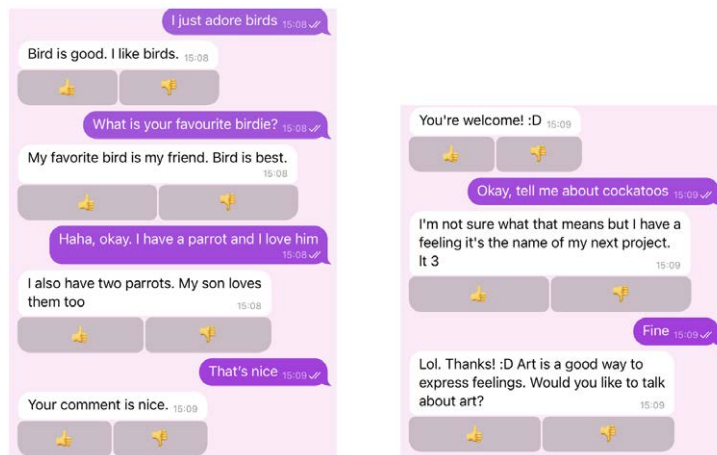 I just adore birds 15:08
Bird is good. I like birds. 15:08
What is your favourite birdie? 15:08
My favorite bird is my friend. Bird is best.
15:08
Haha, okay. I have a parrot and I love him
15:08
I also have two parrots. My son loves
them too 15:08
That's nice 15:09
Your comment is nice. 15:09
You're welcome! :D 15:09
Okay, tell me about cockatoos 15:09
I'm not sure what that means but I have a
feeling it's the name of my next project.
It 3 15:09
Fine 15:09
Lol. Thanks! :D Art is a good way to
express feelings. Would you like to talk
about art? 15:09